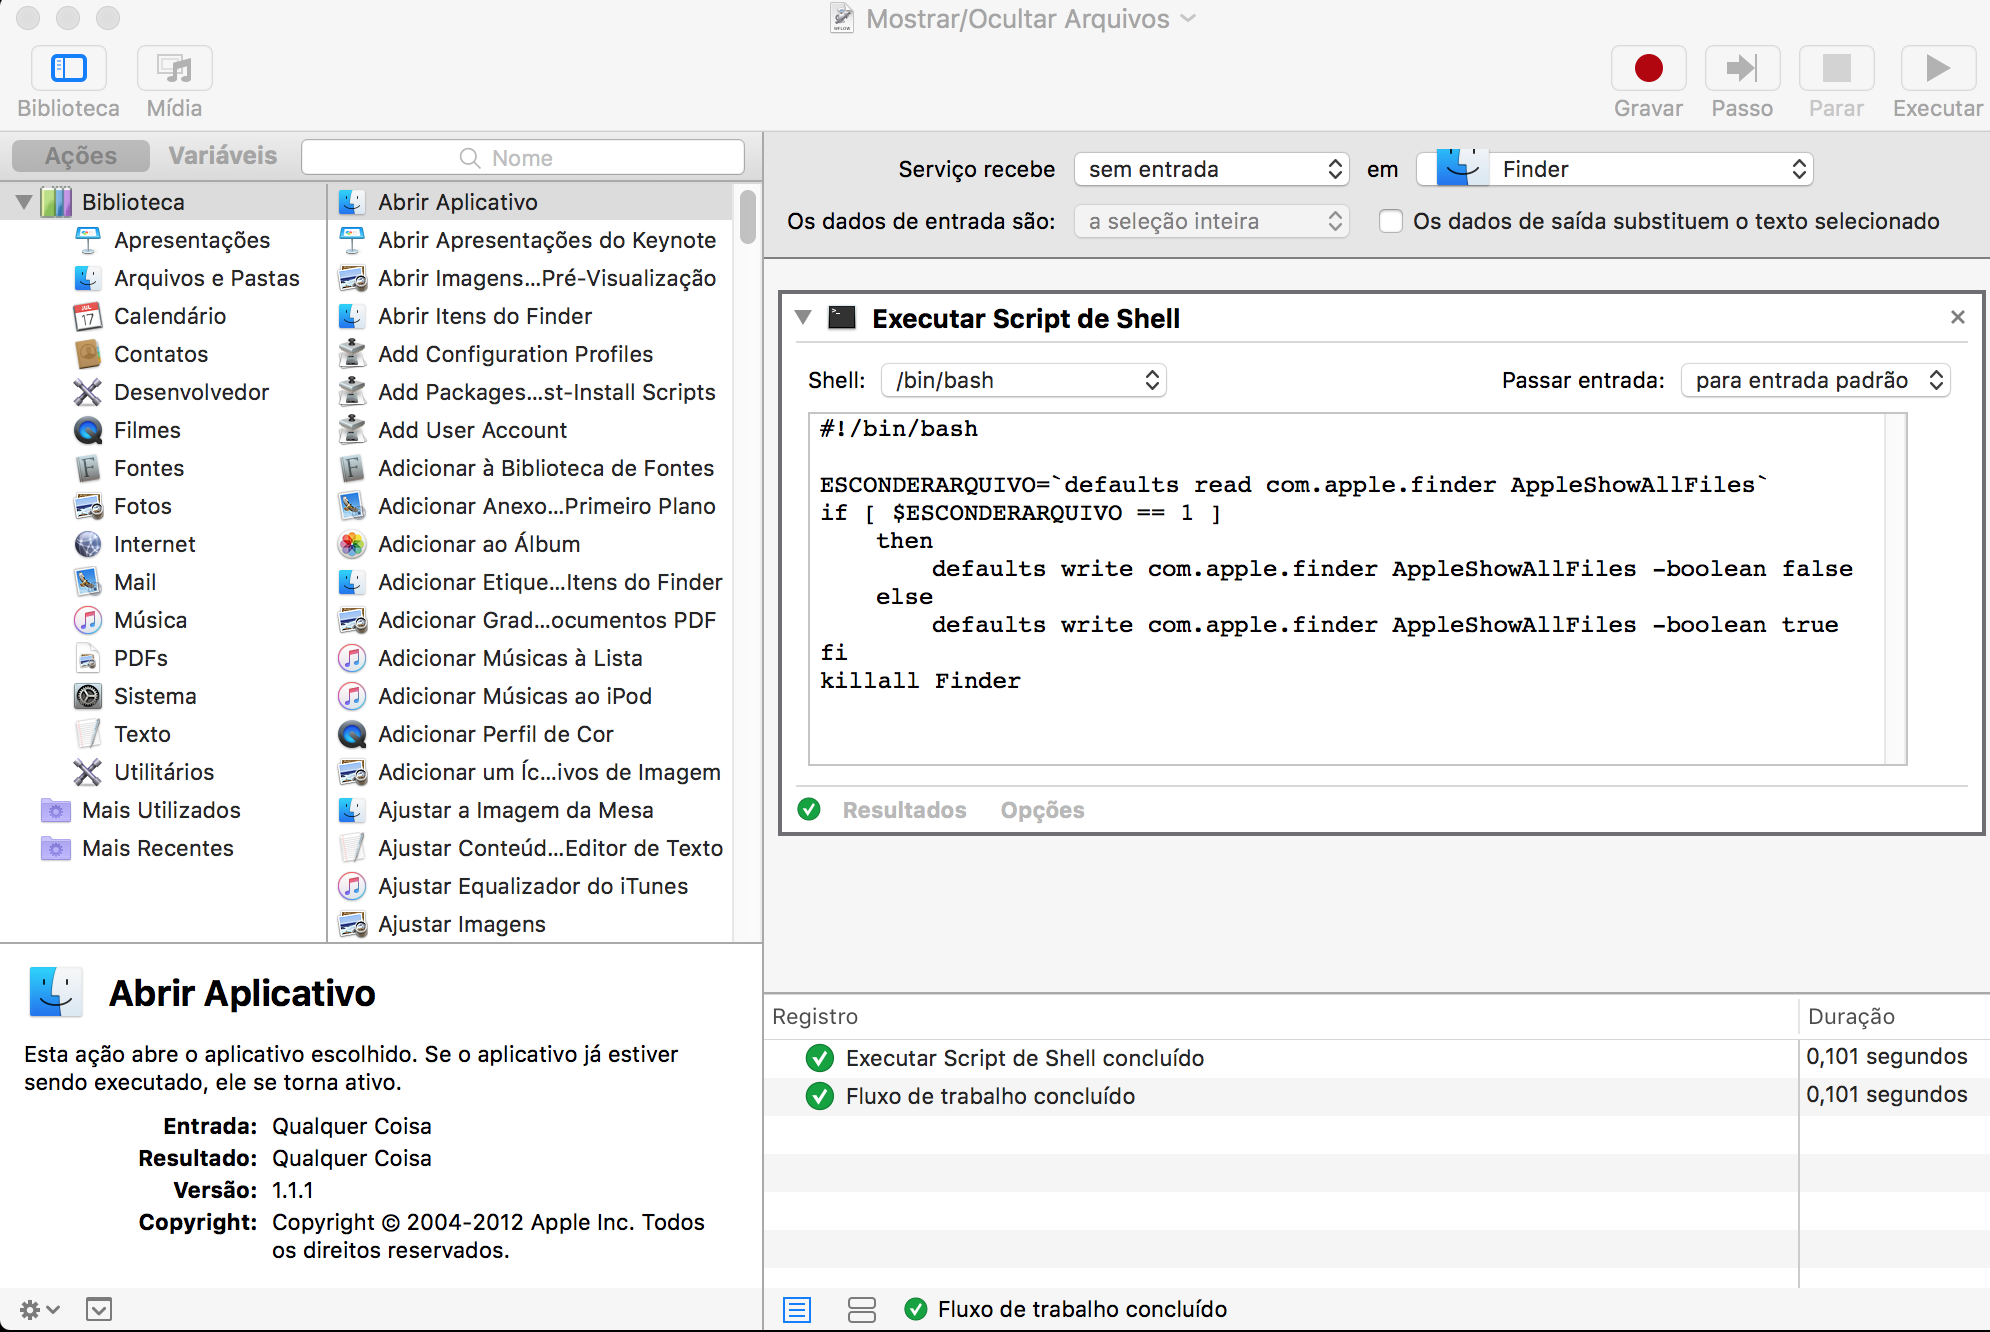 Mostrar/Ocultar Arquivos
Biblioteca
Mídia
Gravar
Passo
Parar
Executar
Ações
Variáveis
Nome
Biblioteca
Apresentações
Arquivos e Pastas
Calendário
Contatos
Desenvolvedor
Filmes
Fontes
Fotos
Internet
Mail
Música
PDFs
Sistema
Texto
Utilitários
Mais Utilizados
Mais Recentes
Abrir Aplicativo
Abrir Apresentações do Keynote
Abrir Imagens...Pré-Visualização
Abrir Itens do Finder
Add Configuration Profiles
Add Packages...st-Install Scripts
Add User Account
Adicionar à Biblioteca de Fontes
Adicionar Anexo...Primeiro Plano
Adicionar ao Álbum
Adicionar Etique...Itens do Finder
Adicionar Grad...ocumentos PDF
Adicionar Músicas à Lista
Adicionar Músicas ao iPod
Adicionar Perfil de Cor
Adicionar um Íc...ivos de Imagem
Ajustar a Imagem da Mesa
Ajustar Conteúd...Editor de Texto
Ajustar Equalizador do iTunes
Ajustar Imagens
Abrir Aplicativo
Esta ação abre o aplicativo escolhido. Se o aplicativo já estiver
sendo executado, ele se torna ativo.
Entrada: Qualquer Coisa
Resultado: Qualquer Coisa
Versão: 1.1.1
Copyright: Copyright © 2004-2012 Apple Inc. Todos
os direitos reservados.
Serviço recebe sem entrada em Finder
Os dados de entrada são: a seleção inteira Os dados de saída substituem o texto selecionado
Executar Script de Shell
Shell: /bin/bash Passar entrada: para entrada padrão
#!/bin/bash
ESCONDERARQUIVO=`defaults read com.apple.finder AppleShowAllFiles`
if [ $ESCONDERARQUIVO == 1 ]
then
defaults write com.apple.finder AppleShowAllFiles -boolean false
else
defaults write com.apple.finder AppleShowAllFiles -boolean true
fi
killall Finder
Resultados Opções
Registro Duração
Executar Script de Shell concluído 0,101 segundos
Fluxo de trabalho concluído 0,101 segundos
Fluxo de trabalho concluído